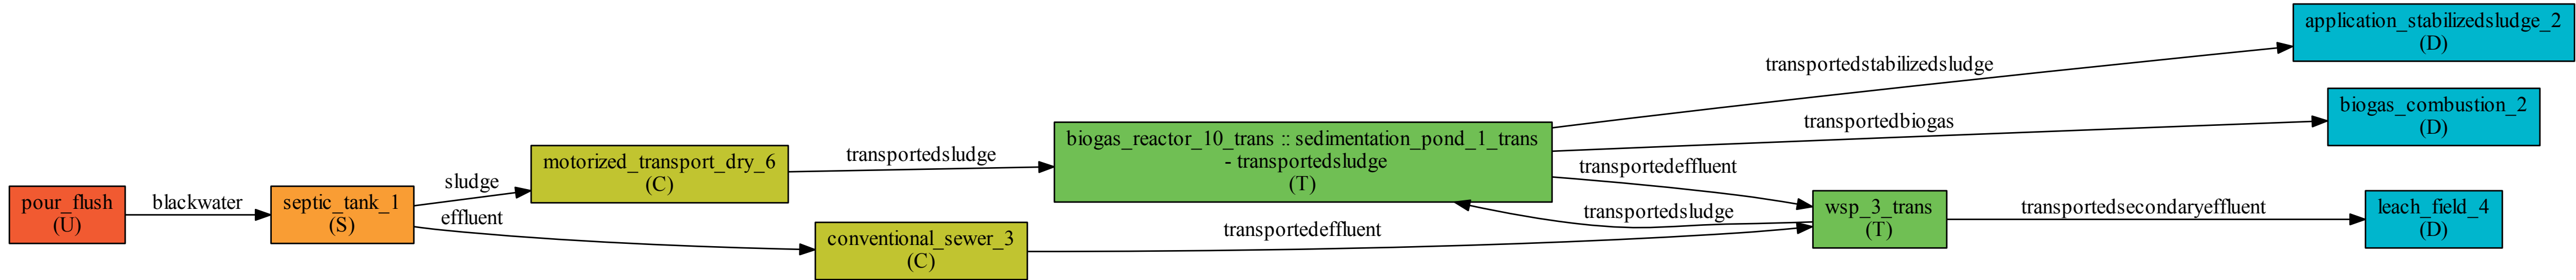 pour_flush
(U)
blackwater
septic_tank_1
(S)
sludge
effluent
motorized_transport_dry_6
(C)
conventional_sewer_3
(C)
transportedsludge
transportedeffluent
biogas_reactor_10_trans :: sedimentation_pond_1_trans
- transportedsludge
(T)
transportedstabilizedsludge
transportedbiogas
transportedeffluent
transportedsludge
wsp_3_trans
(T)
transportedsecondaryeffluent
application_stabilizedsludge_2
(D)
biogas_combustion_2
(D)
leach_field_4
(D)